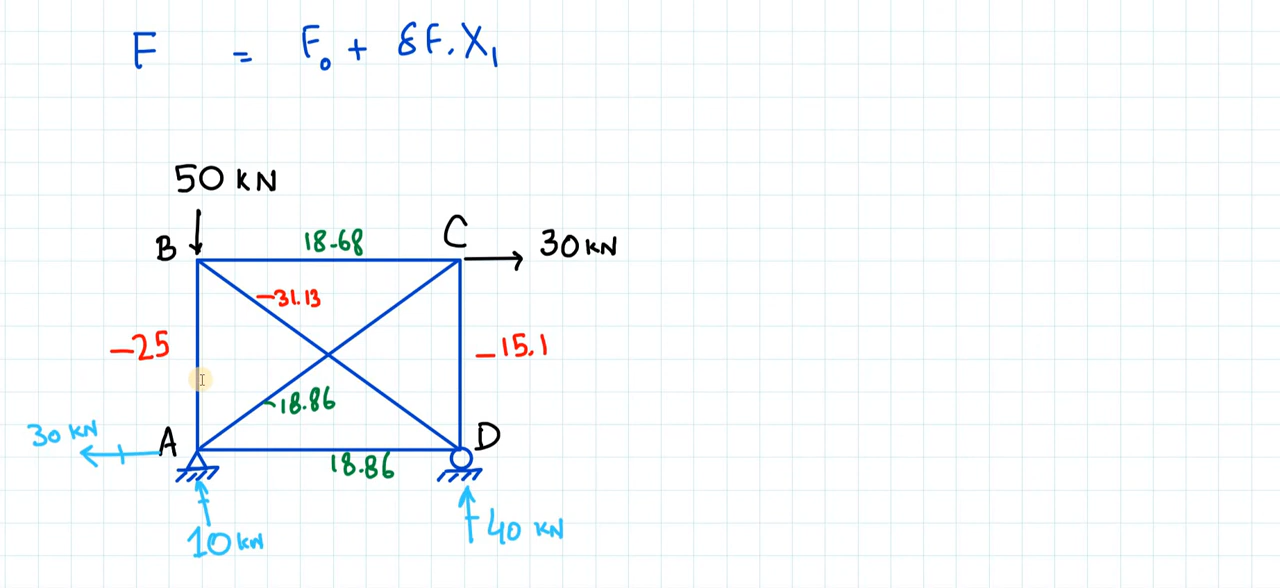 F = F₀ + δF.X₁
50 KN
B
18-68
C
30 KN
-31.13
-25
-15.1
-18.86
30 KN
A
D
18.86
10 KN
40 KN